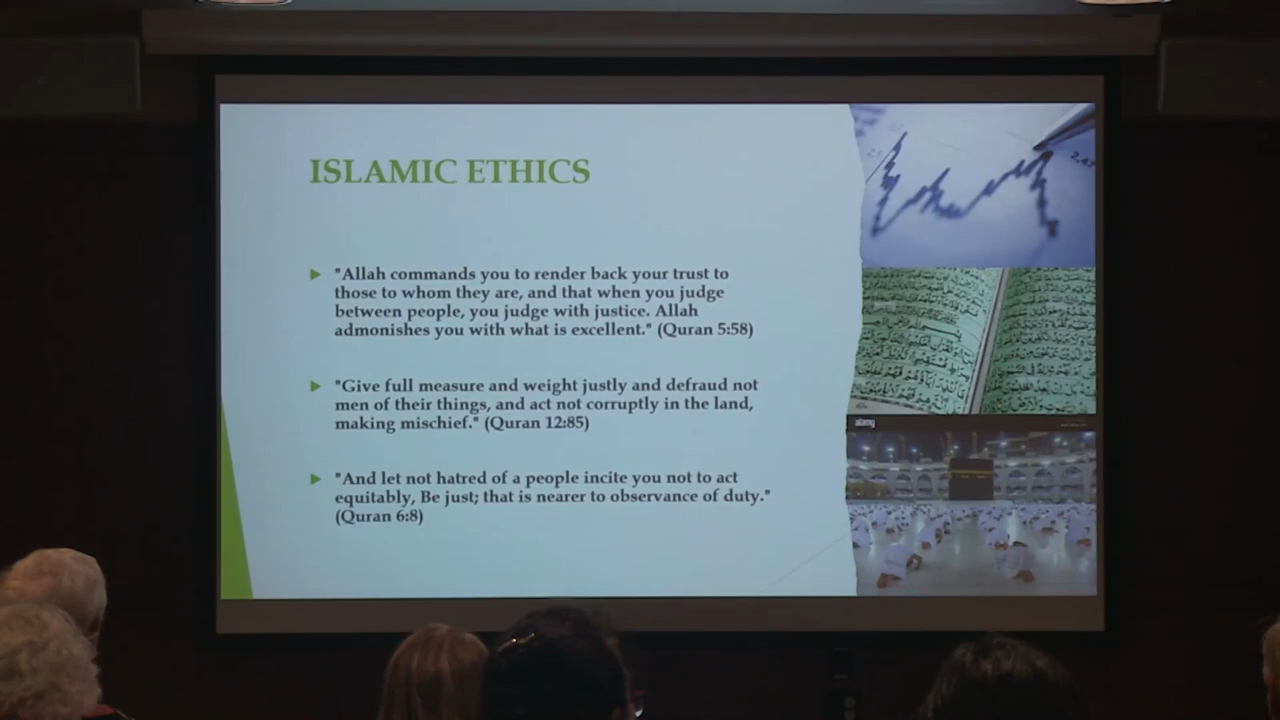 ISLAMIC ETHICS
"Allah commands you to render back your trust to
those to whom they are, and that when you judge
between people, you judge with justice. Allah
admonishes you with what is excellent." (Quran 5:58)
"Give full measure and weight justly and defraud not
men of their things, and act not corruptly in the land,
making mischief." (Quran 12:85)
"And let not hatred of a people incite you not to act
equitably, Be just; that is nearer to observance of duty."
(Quran 6:8)
alamy